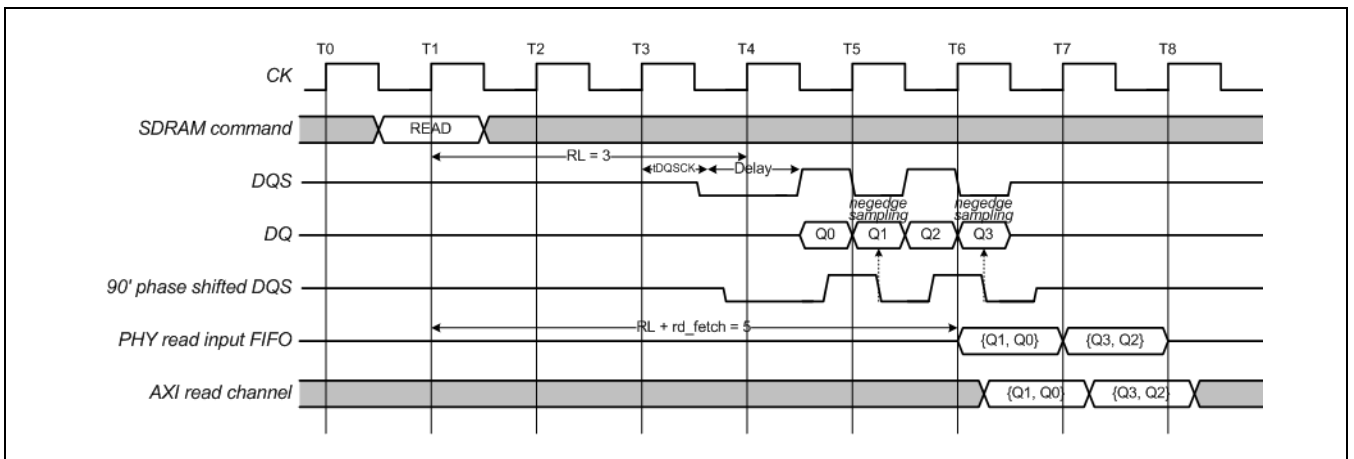 T0 T1 T2 T3 T4 T5 T6 T7 T8
CK
SDRAM command READ
RL = 3
tDQSCK Delay
DQS
negedge negedge
sampling sampling
DQ Q0 Q1 Q2 Q3
90' phase shifted DQS
RL + rd_fetch = 5
PHY read input FIFO {Q1, Q0} {Q3, Q2}
AXI read channel {Q1, Q0} {Q3, Q2}